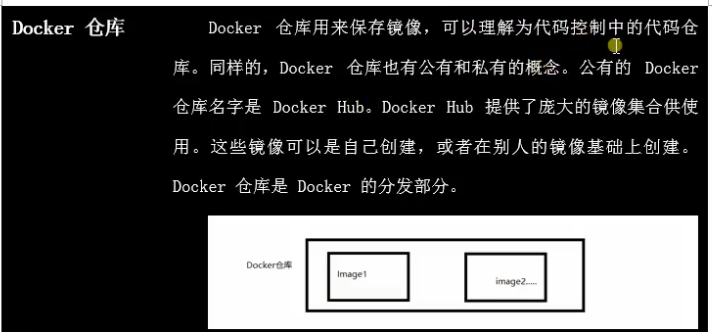 Docker 仓库
Docker 仓库用来保存镜像，可以理解为代码控制中的代码仓
库。同样的，Docker 仓库也有公有和私有的概念。公有的 Docker
仓库名字是 Docker Hub。Docker Hub 提供了庞大的镜像集合供使
用。这些镜像可以是自己创建，或者在别人的镜像基础上创建。
Docker 仓库是 Docker 的分发部分。
Docker仓库
Image1
image2.....